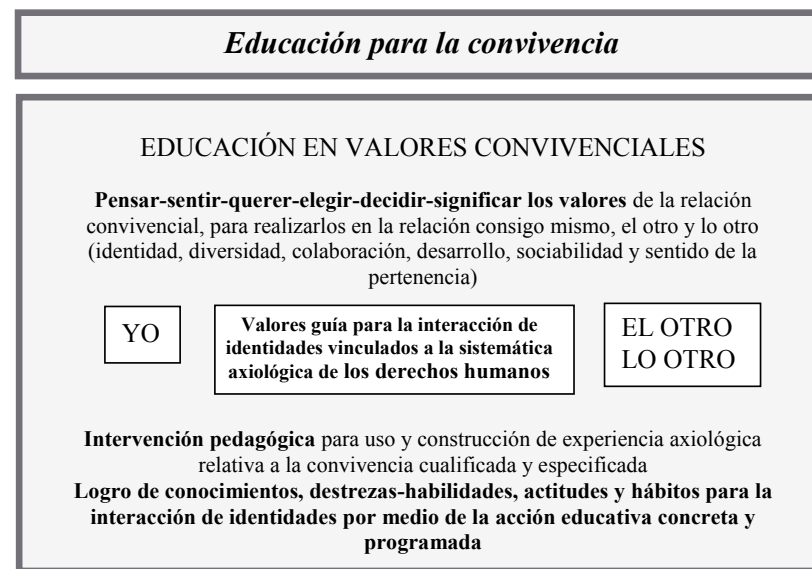 Educación para la convivencia
EDUCACIÓN EN VALORES CONVIVENCIALES
Pensar-sentir-querer-elegir-decidir-significar los valores de la relación
convivencial, para realizarlos en la relación consigo mismo, el otro y lo otro
(identidad, diversidad, colaboración, desarrollo, sociabilidad y sentido de la
pertenencia)
YO
Valores guía para la interacción de
identidades vinculados a la sistemática
axiológica de los derechos humanos
EL OTRO
LO OTRO
Intervención pedagógica para uso y construcción de experiencia axiológica
relativa a la convivencia cualificada y especificada
Logro de conocimientos, destrezas-habilidades, actitudes y hábitos para la
interacción de identidades por medio de la acción educativa concreta y
programada